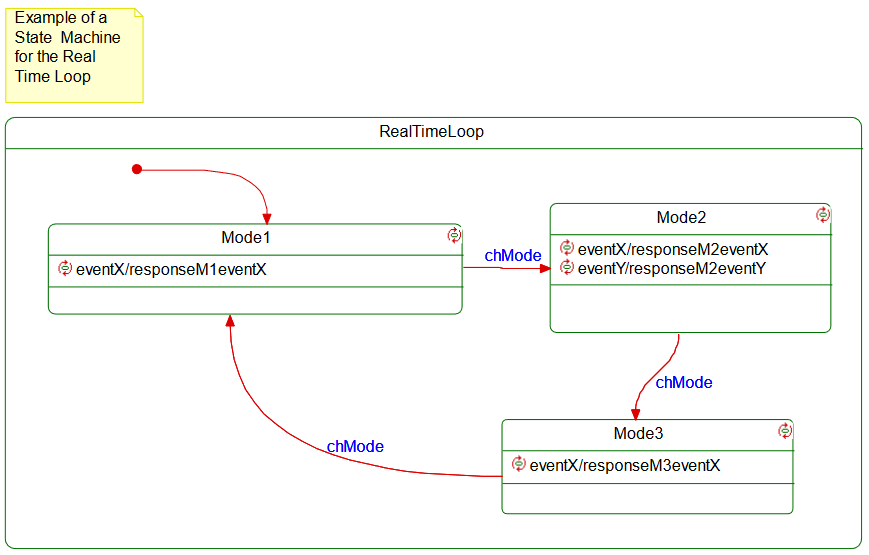 Example of a
State Machine
for the Real
Time Loop
RealTimeLoop
Mode1
eventX/responseM1eventX
chMode
Mode2
eventX/responseM2eventX
eventY/responseM2eventY
chMode
Mode3
eventX/responseM3eventX
chMode